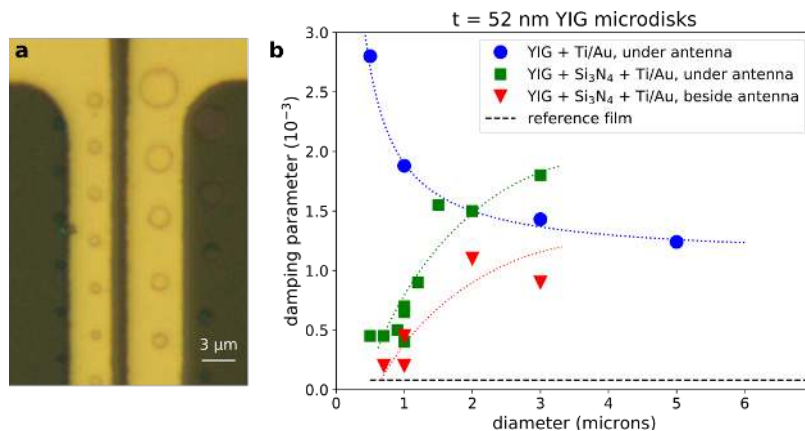 a
3 μm
b
t = 52 nm YIG microdisks
YIG + Ti/Au, under antenna
YIG + Si₃N₄ + Ti/Au, under antenna
YIG + Si₃N₄ + Ti/Au, beside antenna
reference film
damping parameter (10⁻³)
3.0
2.5
2.0
1.5
1.0
0.5
0.0
0 1 2 3 4 5 6
diameter (microns)